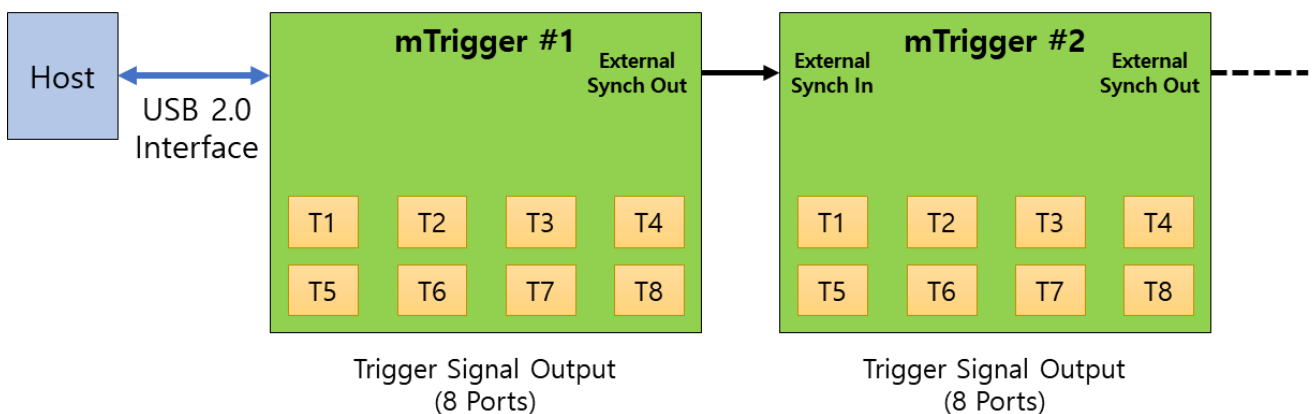 Host
USB 2.0
Interface
mTrigger #1
External
Synch Out
T1 T2 T3 T4
T5 T6 T7 T8
Trigger Signal Output
(8 Ports)
mTrigger #2
External
Synch In
External
Synch Out
T1 T2 T3 T4
T5 T6 T7 T8
Trigger Signal Output
(8 Ports)